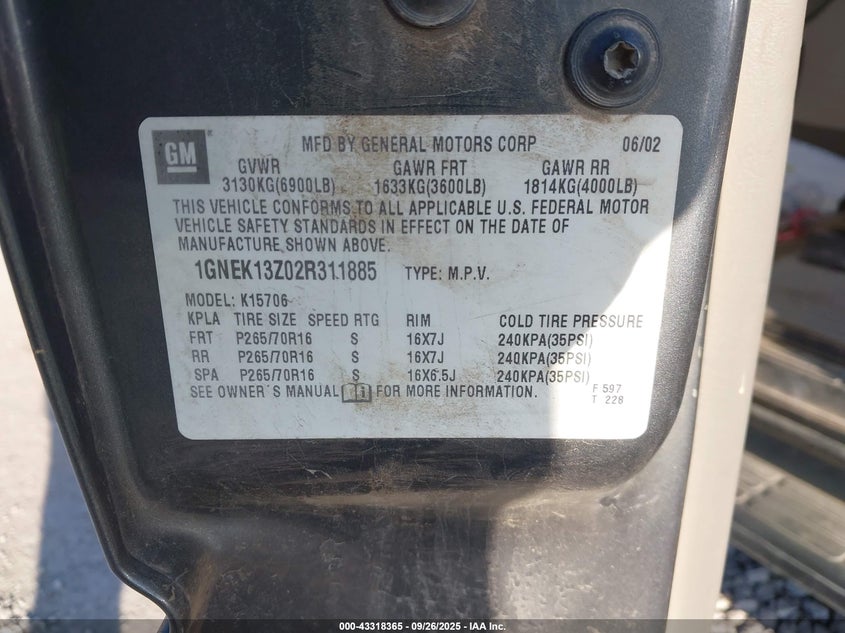 GM
MFD BY GENERAL MOTORS CORP 06/02
GVWR GAWR FRT GAWR RR
3130KG(6900LB) 1633KG(3600LB) 1814KG(4000LB)
THIS VEHICLE CONFORMS TO ALL APPLICABLE U.S. FEDERAL MOTOR
VEHICLE SAFETY STANDARDS IN EFFECT ON THE DATE OF
MANUFACTURE SHOWN ABOVE.
1GNEK13Z02R311885 TYPE: M.P.V.
MODEL: K15706
KPLA TIRE SIZE SPEED RTG RIM COLD TIRE PRESSURE
FRT P265/70R16 S 16X7J 240KPA(35PSI)
RR P265/70R16 S 16X7J 240KPA(35PSI)
SPA P265/70R16 S 16X6.5J 240KPA(35PSI)
SEE OWNER'S MANUAL FOR MORE INFORMATION.
F 597
T 228
000-43318365 - 09/26/2025 - IAA Inc.